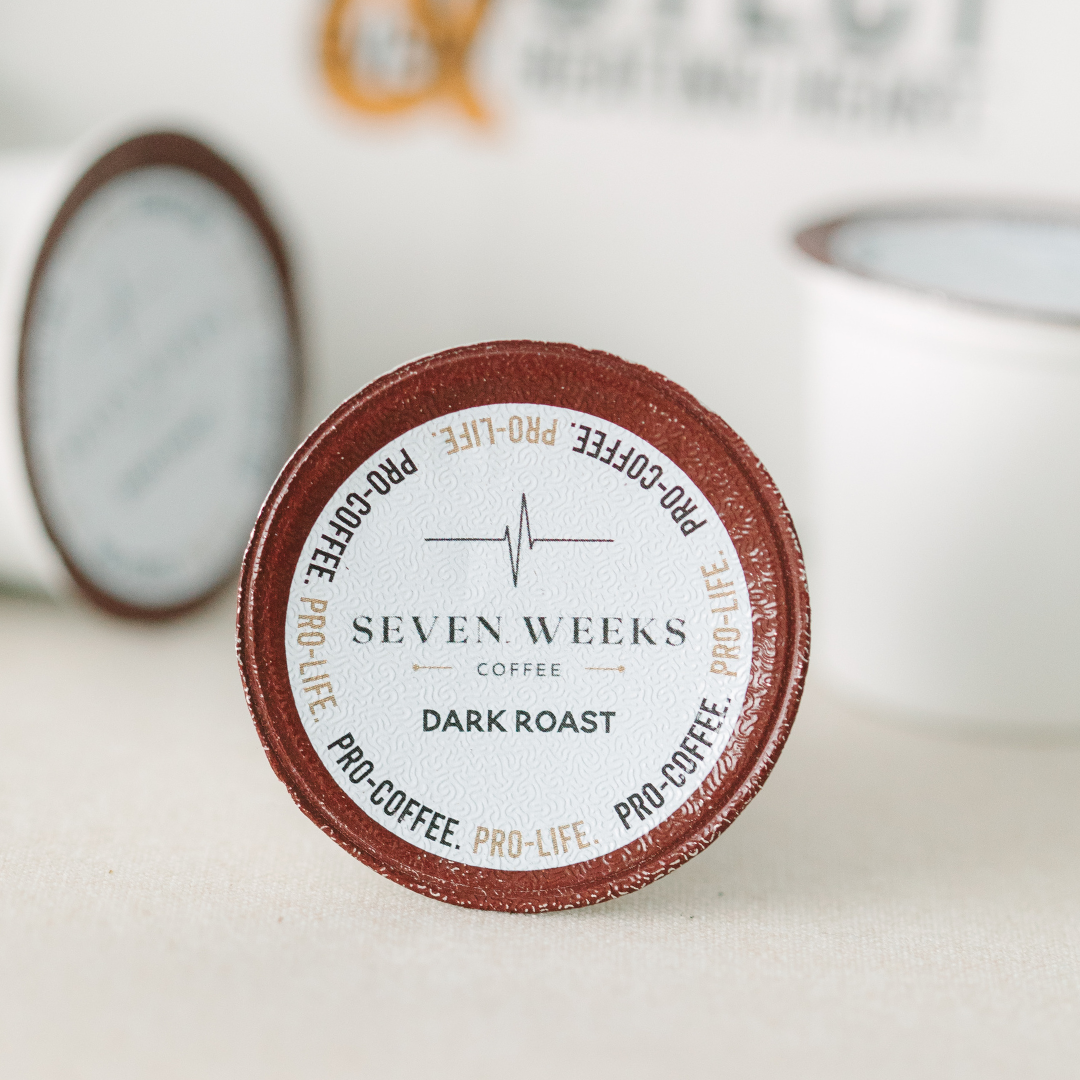 SEVEN WEEKS
COFFEE
DARK ROAST
PRO-LIFE. PRO-COFFEE. PRO-LIFE. PRO-COFFEE. PRO-LIFE. PRO-COFFEE. PRO-LIFE. PRO-COFFEE.